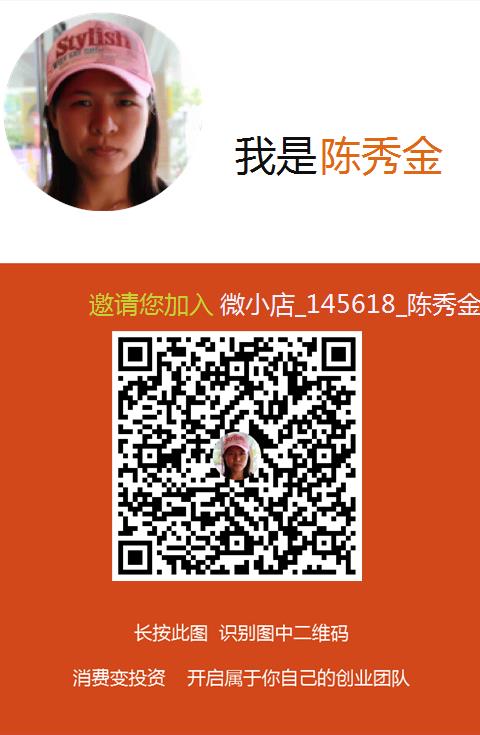 Stylish
我是陈秀金
邀请您加入 微小店_145618_陈秀金
长按此图 识别图中二维码
消费变投资 开启属于你自己的创业团队